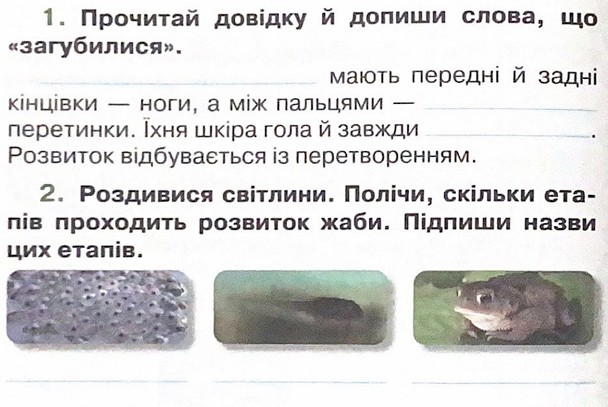 1. Прочитай довідку й допиши слова, що
«загубилися».
мають передні й задні
кінцівки — ноги, а між пальцями —
перетинки. Їхня шкіра гола й завжди .
Розвиток відбувається із перетворенням.
2. Роздивися світлини. Полічи, скільки ета-
пів проходить розвиток жаби. Підпиши назви
цих етапів.